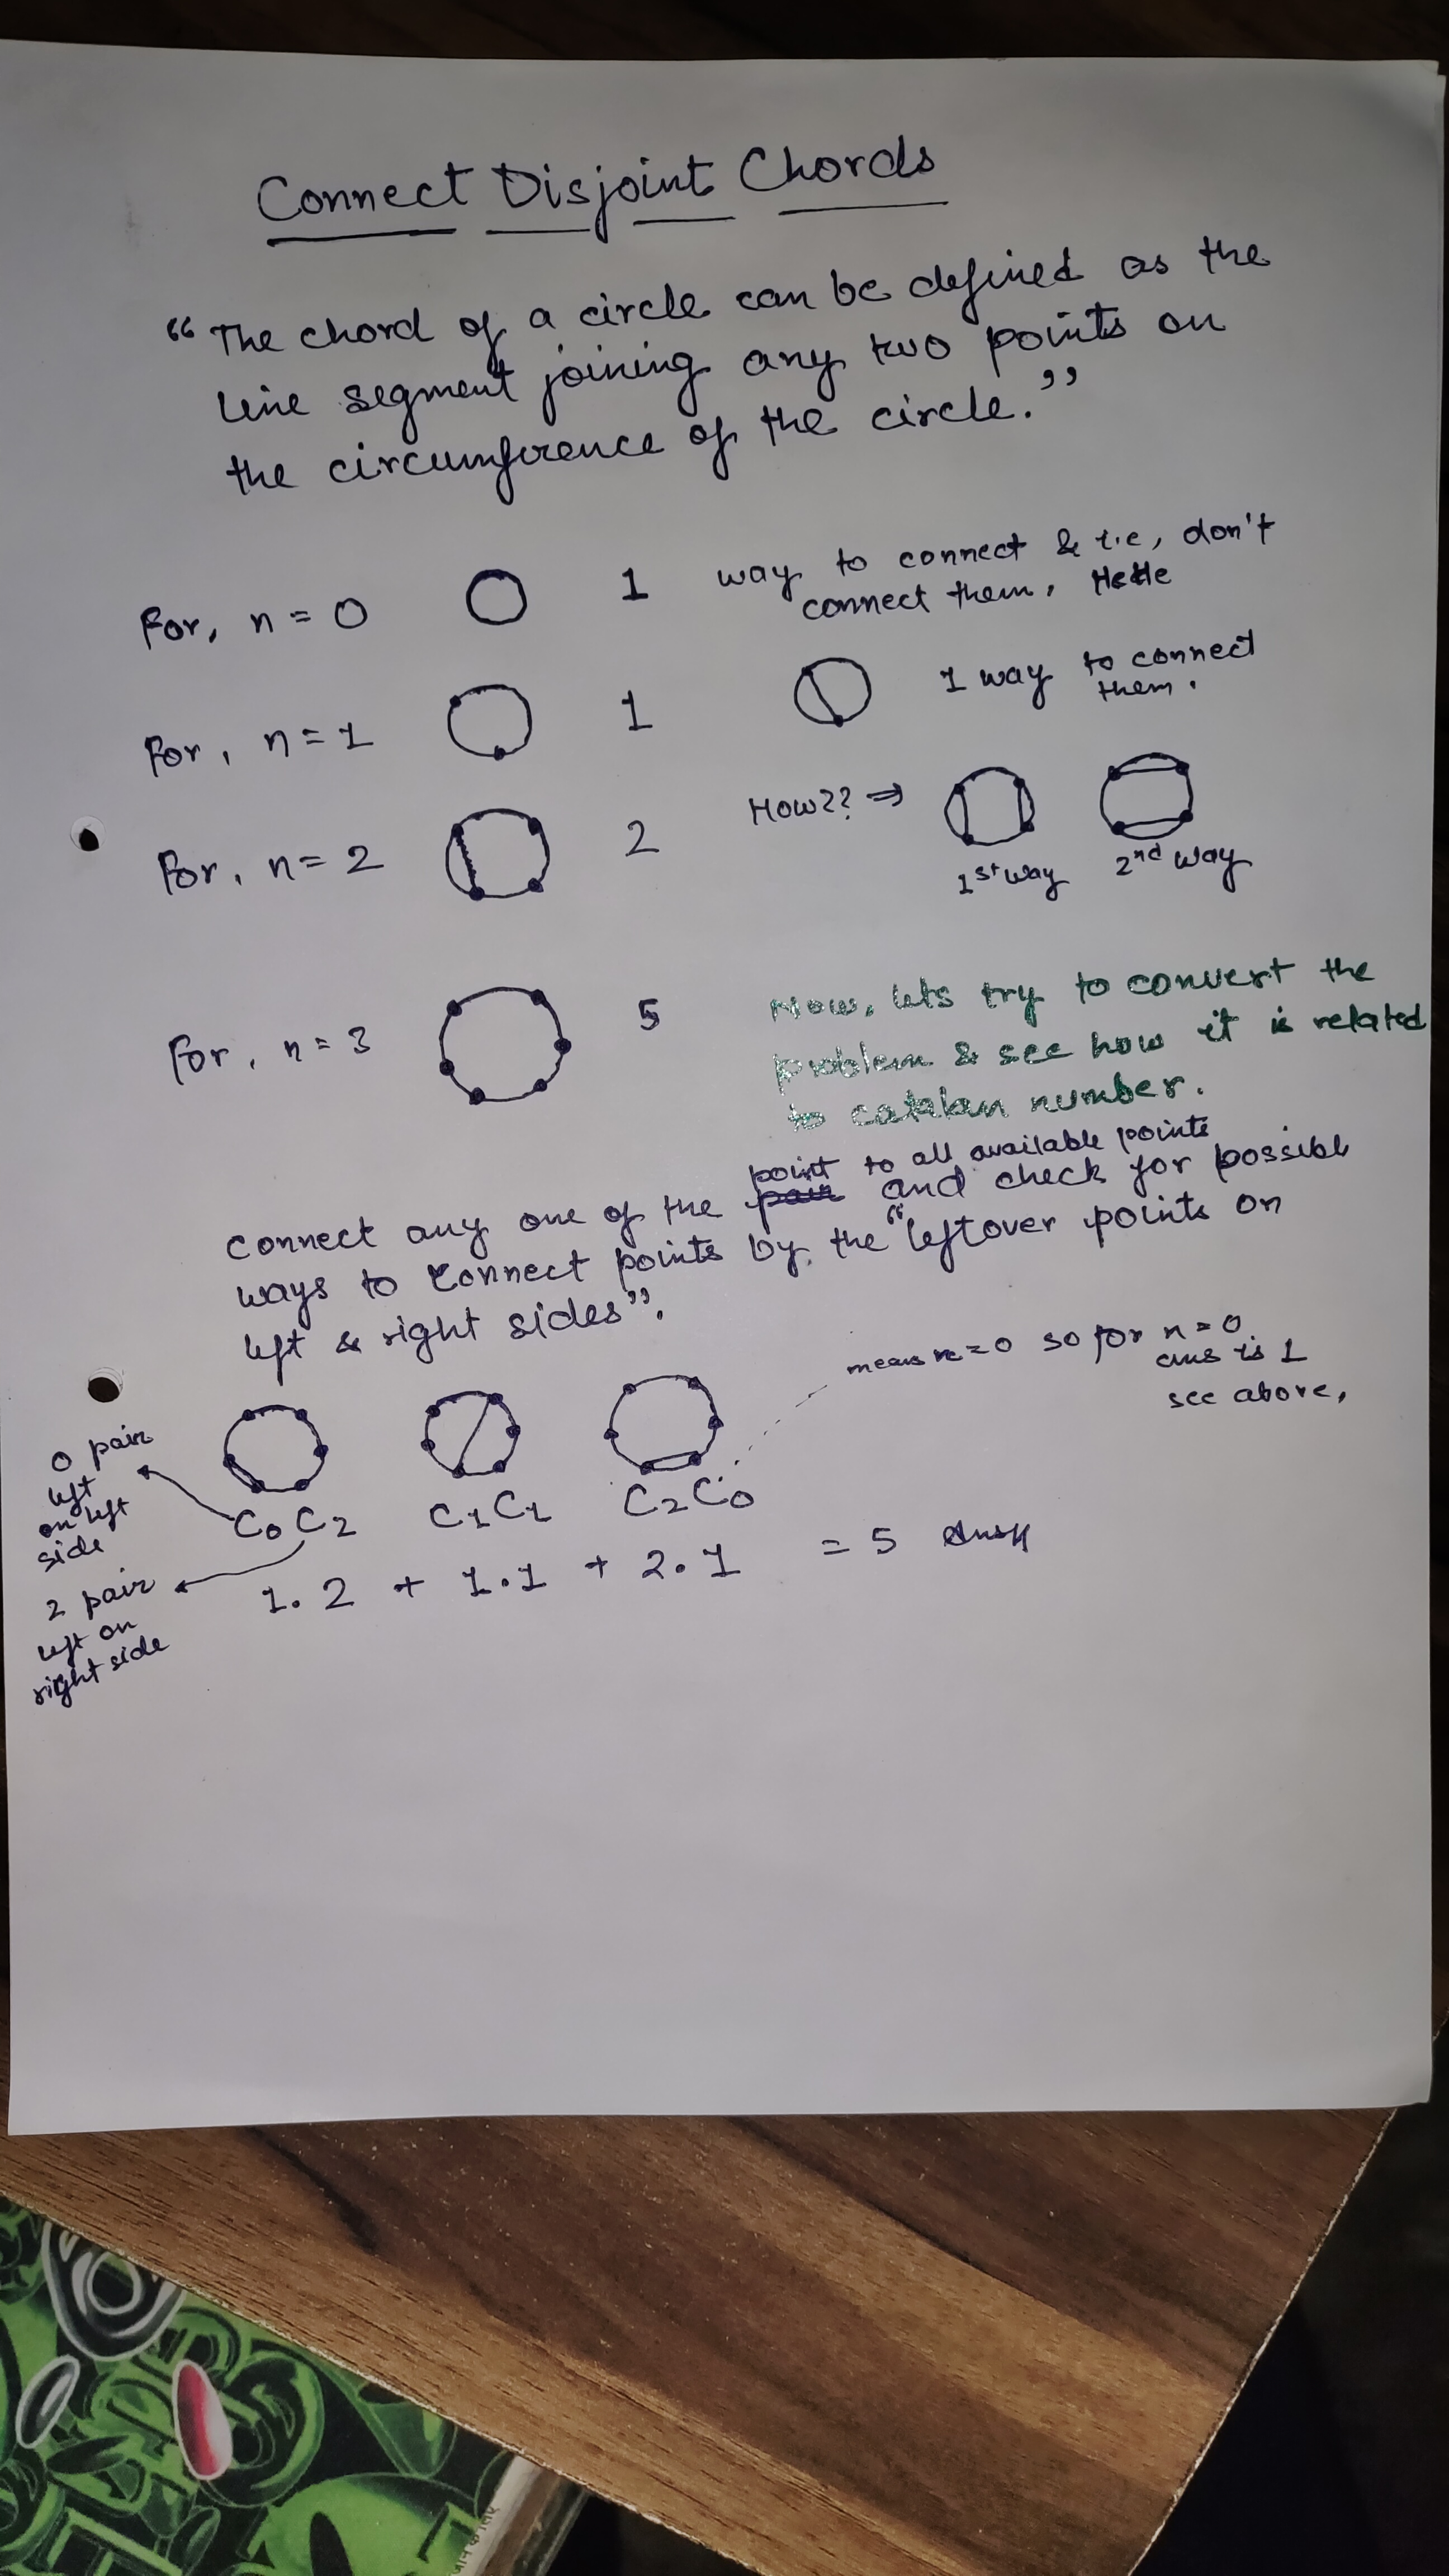 Connect Disjoint Chords
“The chord of a circle can be defined as the
line segment joining any two points on
the circumference of the circle.”
For, n = 0 1 way to connect & i.e, don't
connect them.
For, n = 1 1 1 way to connect
them.
For, n = 2 2 How?? ⇒
1st way 2nd way
For, n = 3 5 Now, lets try to convert the
problem & see how it is related
to catalan number.
point to all available points
connect any one of the and check for possible
ways to connect points by the “leftover points on
left & right sides”.
means n = 0 so for n = 0
ans is 1
see above,
0 pair
left
on left
side
C0 C2 C1 C1 C2 C0
1.2 + 1.1 + 2.1 = 5 Ans
2 pair
left on
right side